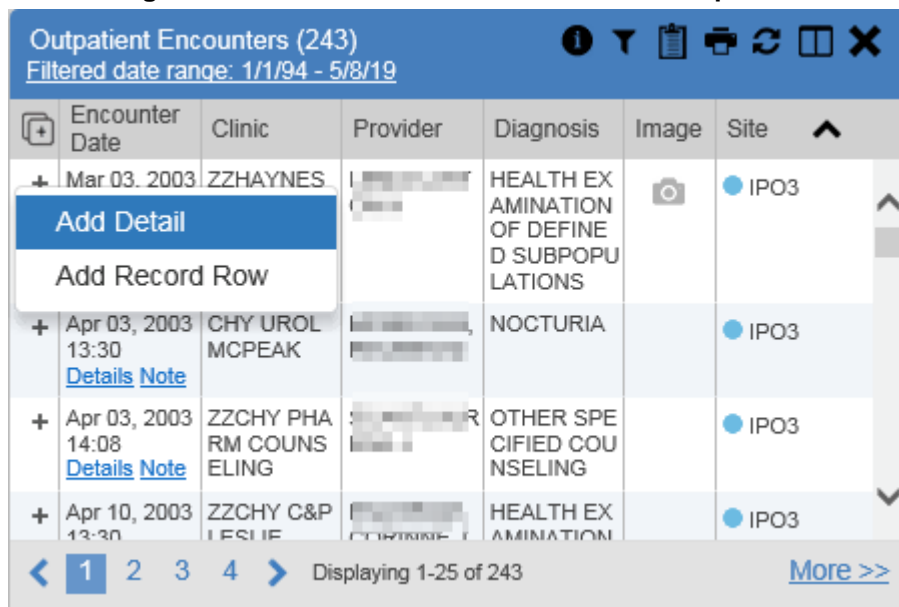 Outpatient Encounters (243)
Filtered date range: 1/1/94 - 5/8/19
Encounter
Date
Clinic
Provider
Diagnosis
Image
Site
+ Mar 03, 2003
ZZHAYNES
HEALTH EX
AMINATION
OF DEFINE
D SUBPOPU
LATIONS
IPO3
Add Detail
Add Record Row
+ Apr 03, 2003
13:30
Details Note
CHY UROL
MCPEAK
NOCTURIA
IPO3
+ Apr 03, 2003
14:08
Details Note
ZZCHY PHA
RM COUNS
ELING
OTHER SPE
CIFIED COU
NSELING
IPO3
+ Apr 10, 2003
13:30
ZZCHY C&P
LESLIE
HEALTH EX
AMINATION
IPO3
1 2 3 4
Displaying 1-25 of 243
More >>